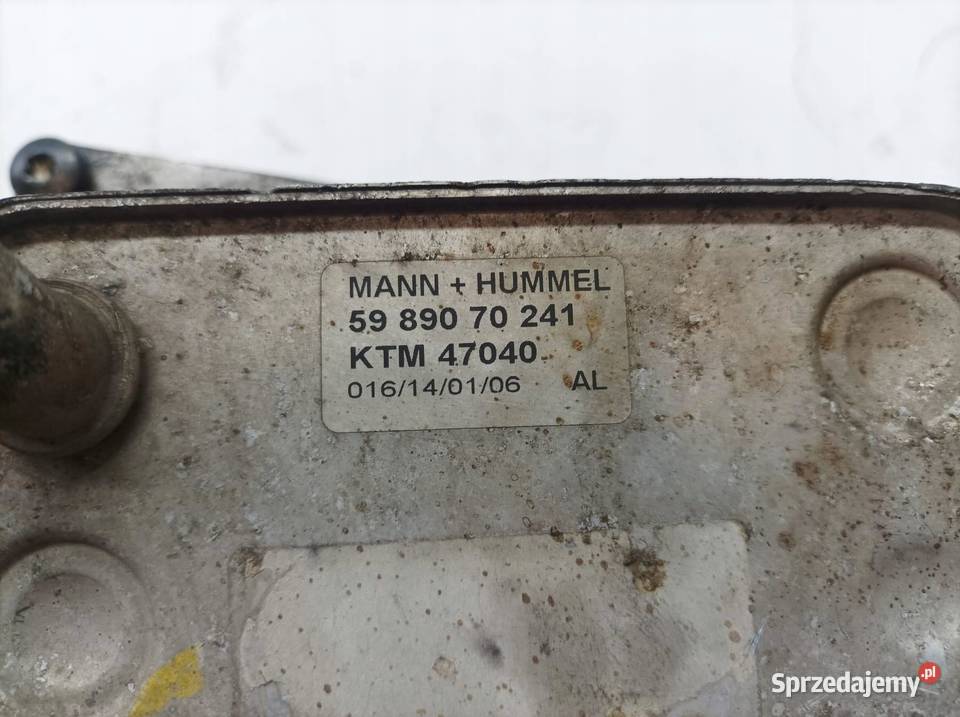 MANN + HUMMEL
59 890 70 241
KTM 47040
016/14/01/06 AL
Sprzedajemy.pl